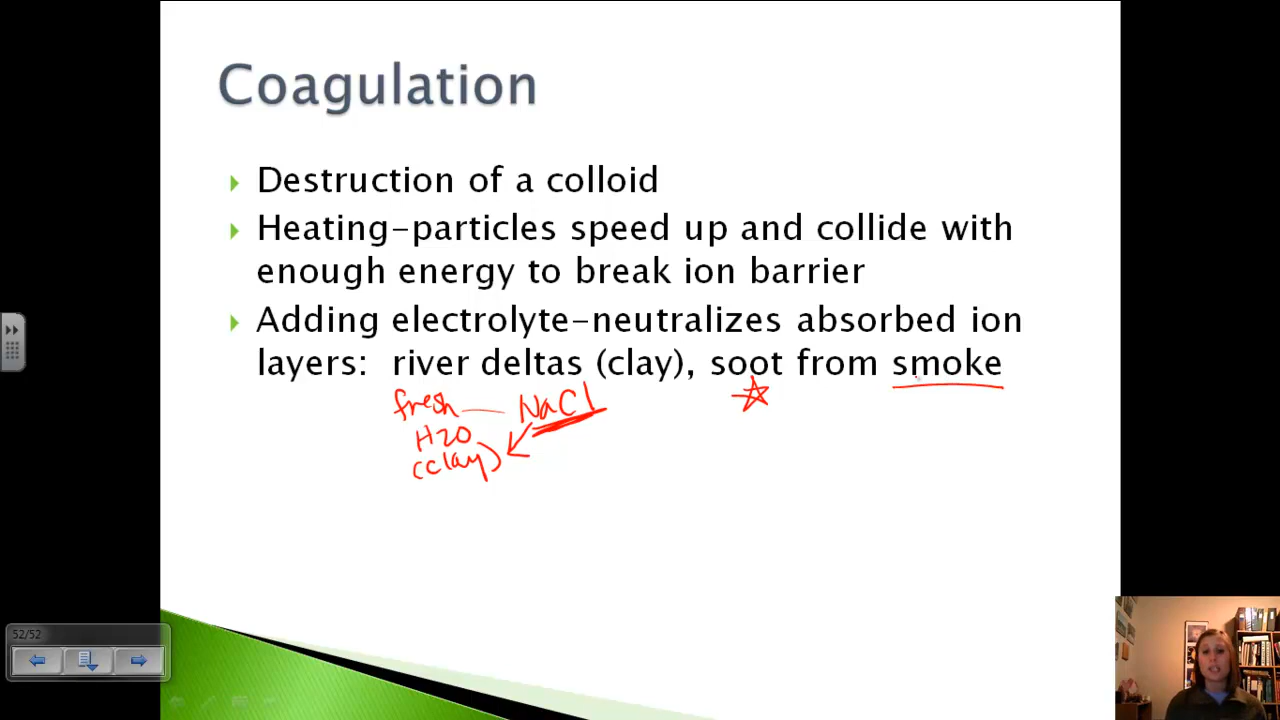 Coagulation
Destruction of a colloid
Heating-particles speed up and collide with
enough energy to break ion barrier
Adding electrolyte-neutralizes absorbed ion
layers: river deltas (clay), soot from smoke
fresh NaCl
H2O
(clay)
52/52